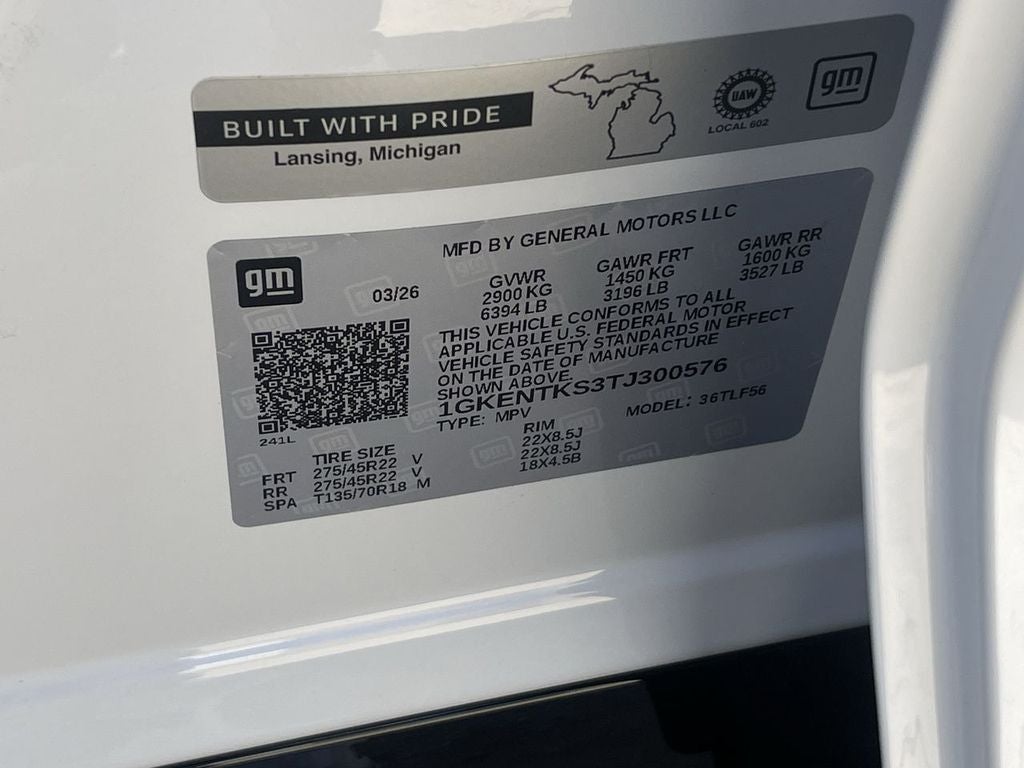 BUILT WITH PRIDE
Lansing, Michigan
UAW
LOCAL 602
gm
gm
MFD BY GENERAL MOTORS LLC
03/26
GVWR GAWR FRT GAWR RR
2900 KG 1450 KG 1600 KG
6394 LB 3196 LB 3527 LB
THIS VEHICLE CONFORMS TO ALL
APPLICABLE U.S. FEDERAL MOTOR
VEHICLE SAFETY STANDARDS IN EFFECT
ON THE DATE OF MANUFACTURE
SHOWN ABOVE.
1GKENTKS3TJ300576
TYPE: MPV MODEL: 36TLF56
241L
TIRE SIZE RIM
FRT 275/45R22 V 22X8.5J
RR 275/45R22 V 22X8.5J
SPA T135/70R18 M 18X4.5B